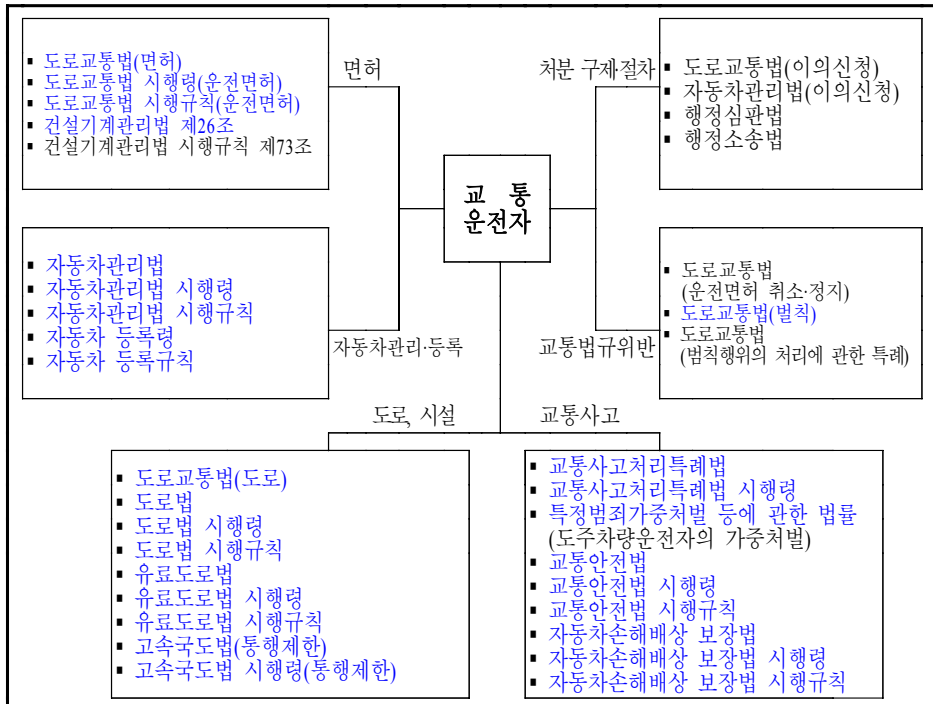 ▪ 도로교통법(면허)
▪ 도로교통법 시행령(운전면허)
▪ 도로교통법 시행규칙(운전면허)
▪ 건설기계관리법 제26조
▪ 건설기계관리법 시행규칙 제73조
면허
처분 구제·절차
▪ 도로교통법(이의신청)
▪ 자동차관리법(이의신청)
▪ 행정심판법
▪ 행정소송법
교 통
운전자
▪ 자동차관리법
▪ 자동차관리법 시행령
▪ 자동차관리법 시행규칙
▪ 자동차 등록령
▪ 자동차 등록규칙
자동차관리·등록
교통법규위반
▪ 도로교통법
(운전면허 취소·정지)
▪ 도로교통법(벌칙)
▪ 도로교통법
(범칙행위의 처리에 관한 특례)
도로, 시설
교통사고
▪ 도로교통법(도로)
▪ 도로법
▪ 도로법 시행령
▪ 도로법 시행규칙
▪ 유료도로법
▪ 유료도로법 시행령
▪ 유료도로법 시행규칙
▪ 고속국도법(통행제한)
▪ 고속국도법 시행령(통행제한)
▪ 교통사고처리특례법
▪ 교통사고처리특례법 시행령
▪ 특정범죄가중처벌 등에 관한 법률
(도주차량운전자의 가중처벌)
▪ 교통안전법
▪ 교통안전법 시행령
▪ 교통안전법 시행규칙
▪ 자동차손해배상 보장법
▪ 자동차손해배상 보장법 시행령
▪ 자동차손해배상 보장법 시행규칙